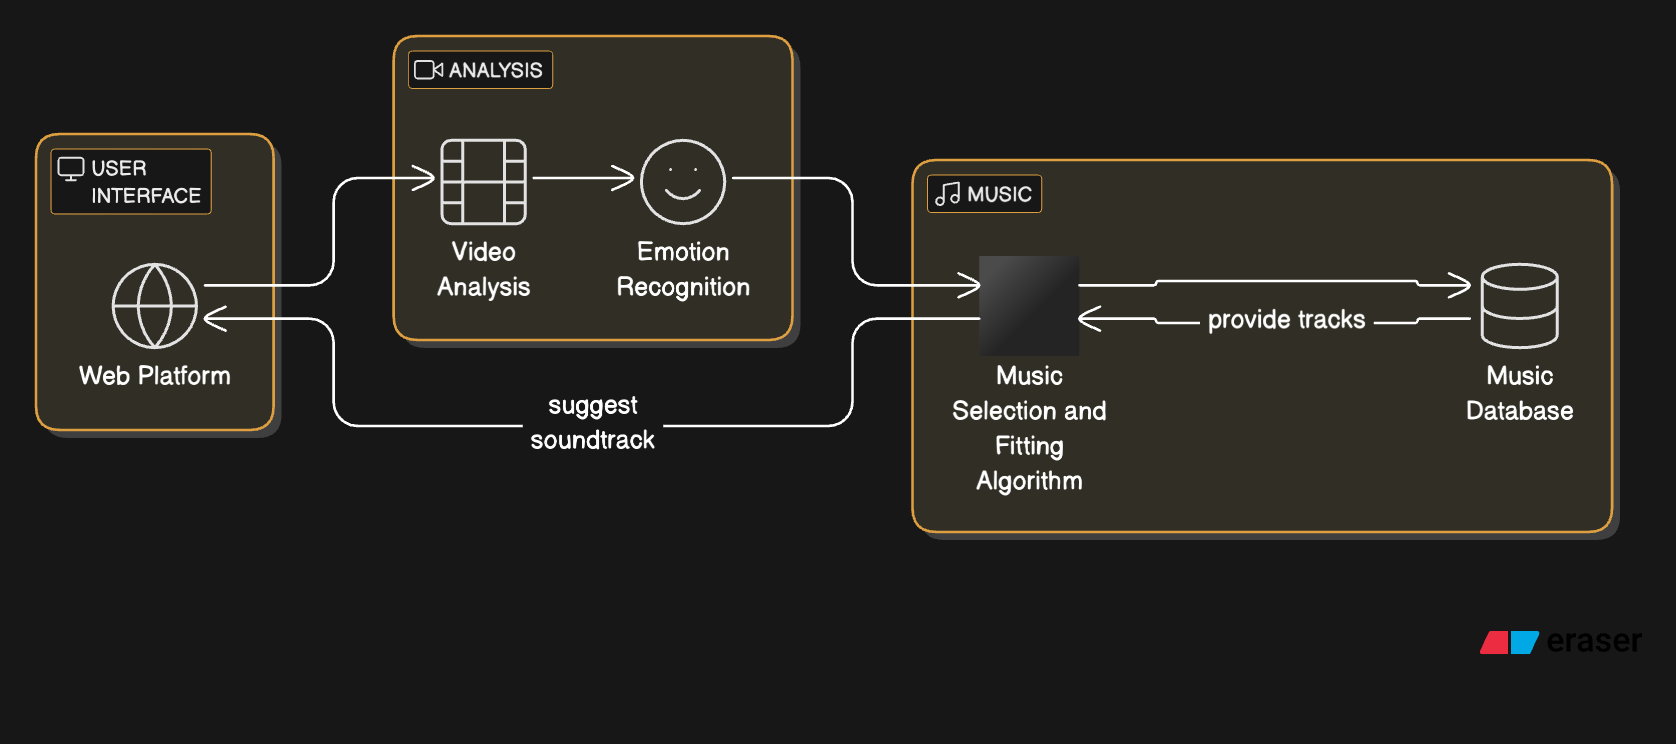 ANALYSIS
USER
INTERFACE
MUSIC
Video
Analysis
Emotion
Recognition
Web Platform
provide tracks
Music
Selection and
Fitting
Algorithm
Music
Database
suggest
soundtrack
eraser